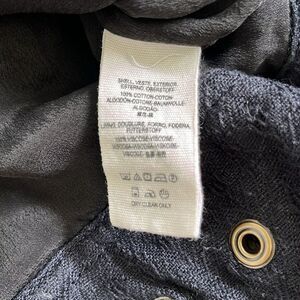 SHELL, VESTE, EXTERIOR,
ESTERNO, OBERSTOFF
100% COTTON-COTON-
ALGODÓN-COTONE-BAUMWOLLE-
ALGODÃO-
LINING, DOUBLURE, FORRO, FODERA,
FUTTERSTOFF
100% VISCOSE-VISCOSE-
VISCOSA-VISCOSA-VISKOSE-
VISCOSE-
DRY CLEAN ONLY